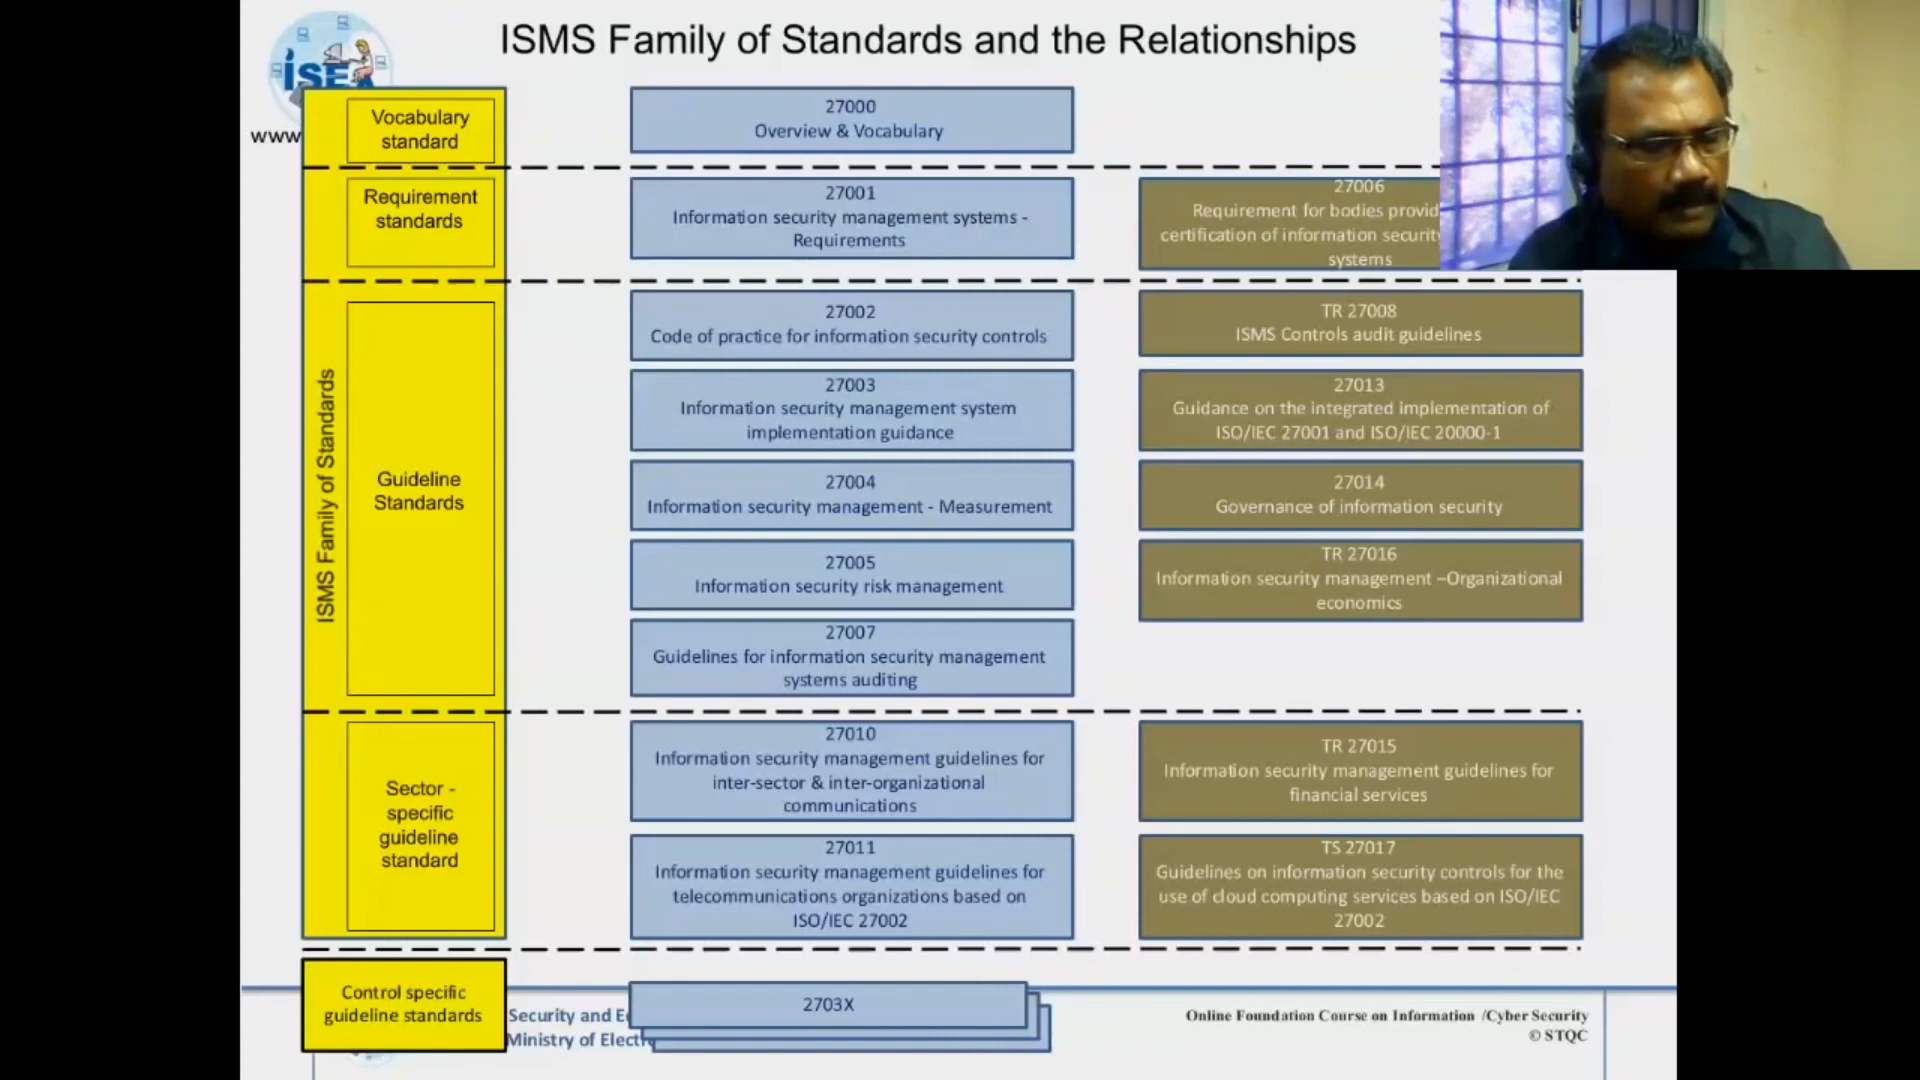 ISMS Family of Standards and the Relationships
ISEA
www
Vocabulary
standard
27000
Overview & Vocabulary
Requirement
standards
27001
Information security management systems -
Requirements
27006
Requirement for bodies provid
certification of information security
systems
ISMS Family of Standards
Guideline
Standards
27002
Code of practice for information security controls
TR 27008
ISMS Controls audit guidelines
27003
Information security management system
implementation guidance
27013
Guidance on the integrated implementation of
ISO/IEC 27001 and ISO/IEC 20000-1
27004
Information security management - Measurement
27014
Governance of information security
27005
Information security risk management
TR 27016
Information security management –Organizational
economics
27007
Guidelines for information security management
systems auditing
Sector -
specific
guideline
standard
27010
Information security management guidelines for
inter-sector & inter-organizational
communications
TR 27015
Information security management guidelines for
financial services
27011
Information security management guidelines for
telecommunications organizations based on
ISO/IEC 27002
TS 27017
Guidelines on information security controls for the
use of cloud computing services based on ISO/IEC
27002
Control specific
guideline standards
2703X
Security and E
Ministry of Electr
Online Foundation Course on Information /Cyber Security
© STQC